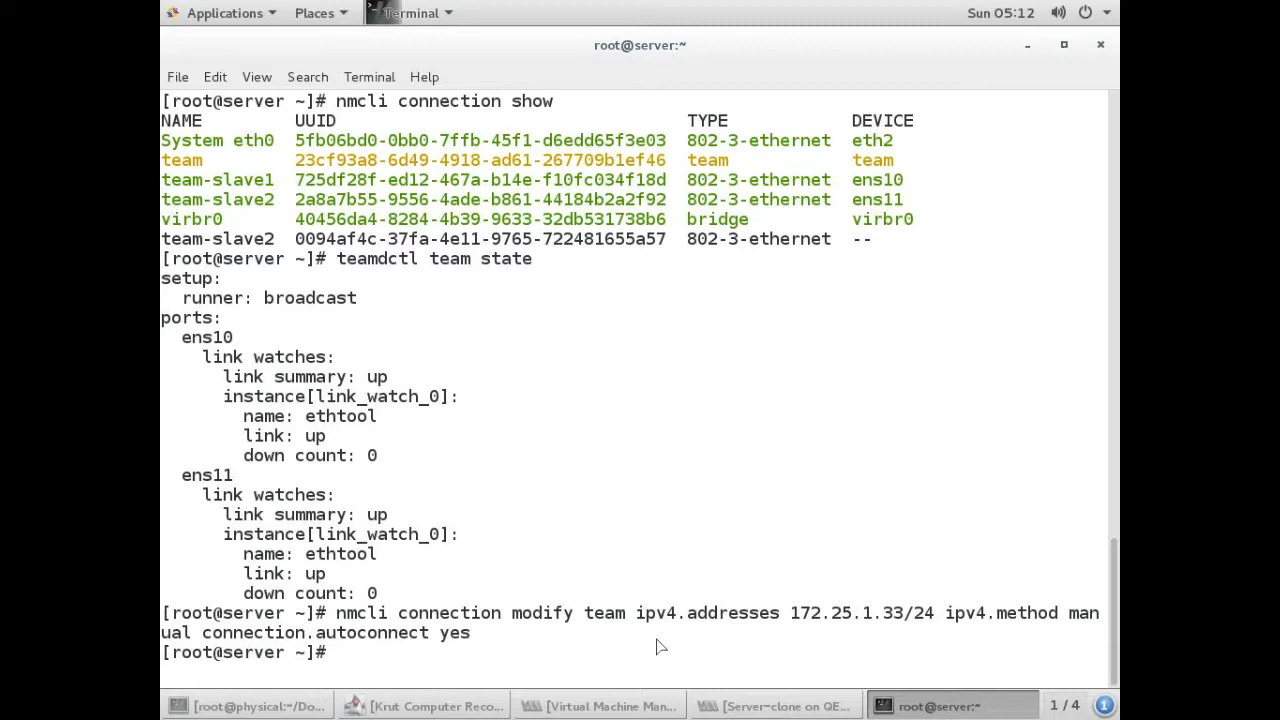 Applications Places Terminal Sun 05:12
root@server:~
File Edit View Search Terminal Help
[root@server ~]# nmcli connection show
NAME UUID TYPE DEVICE
System eth0 5fb06bd0-0bb0-7ffb-45f1-d6edd65f3e03 802-3-ethernet eth2
team 23cf93a8-6d49-4918-ad61-267709b1ef46 team team
team-slave1 725df28f-ed12-467a-b14e-f10fc034f18d 802-3-ethernet ens10
team-slave2 2a8a7b55-9556-4ade-b861-44184b2a2f92 802-3-ethernet ens11
virbr0 40456da4-8284-4b39-9633-32db531738b6 bridge virbr0
team-slave2 0094af4c-37fa-4e11-9765-722481655a57 802-3-ethernet --
[root@server ~]# teamdctl team state
setup:
runner: broadcast
ports:
ens10
link watches:
link summary: up
instance[link_watch_0]:
name: ethtool
link: up
down count: 0
ens11
link watches:
link summary: up
instance[link_watch_0]:
name: ethtool
link: up
down count: 0
[root@server ~]# nmcli connection modify team ipv4.addresses 172.25.1.33/24 ipv4.method man
ual connection.autoconnect yes
[root@server ~]#
[root@physical:~/Do... [Krut Computer Reco... [Virtual Machine Man... [Server-clone on QE... root@server:~ 1 / 4 1